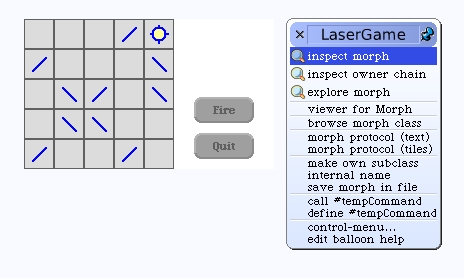 LaserGame
inspect morph
inspect owner chain
explore morph
viewer for Morph
browse morph class
morph protocol (text)
morph protocol (tiles)
make own subclass
internal name
save morph in file
call #tempCommand
define #tempCommand
control-menu...
edit balloon help
Fire
Quit